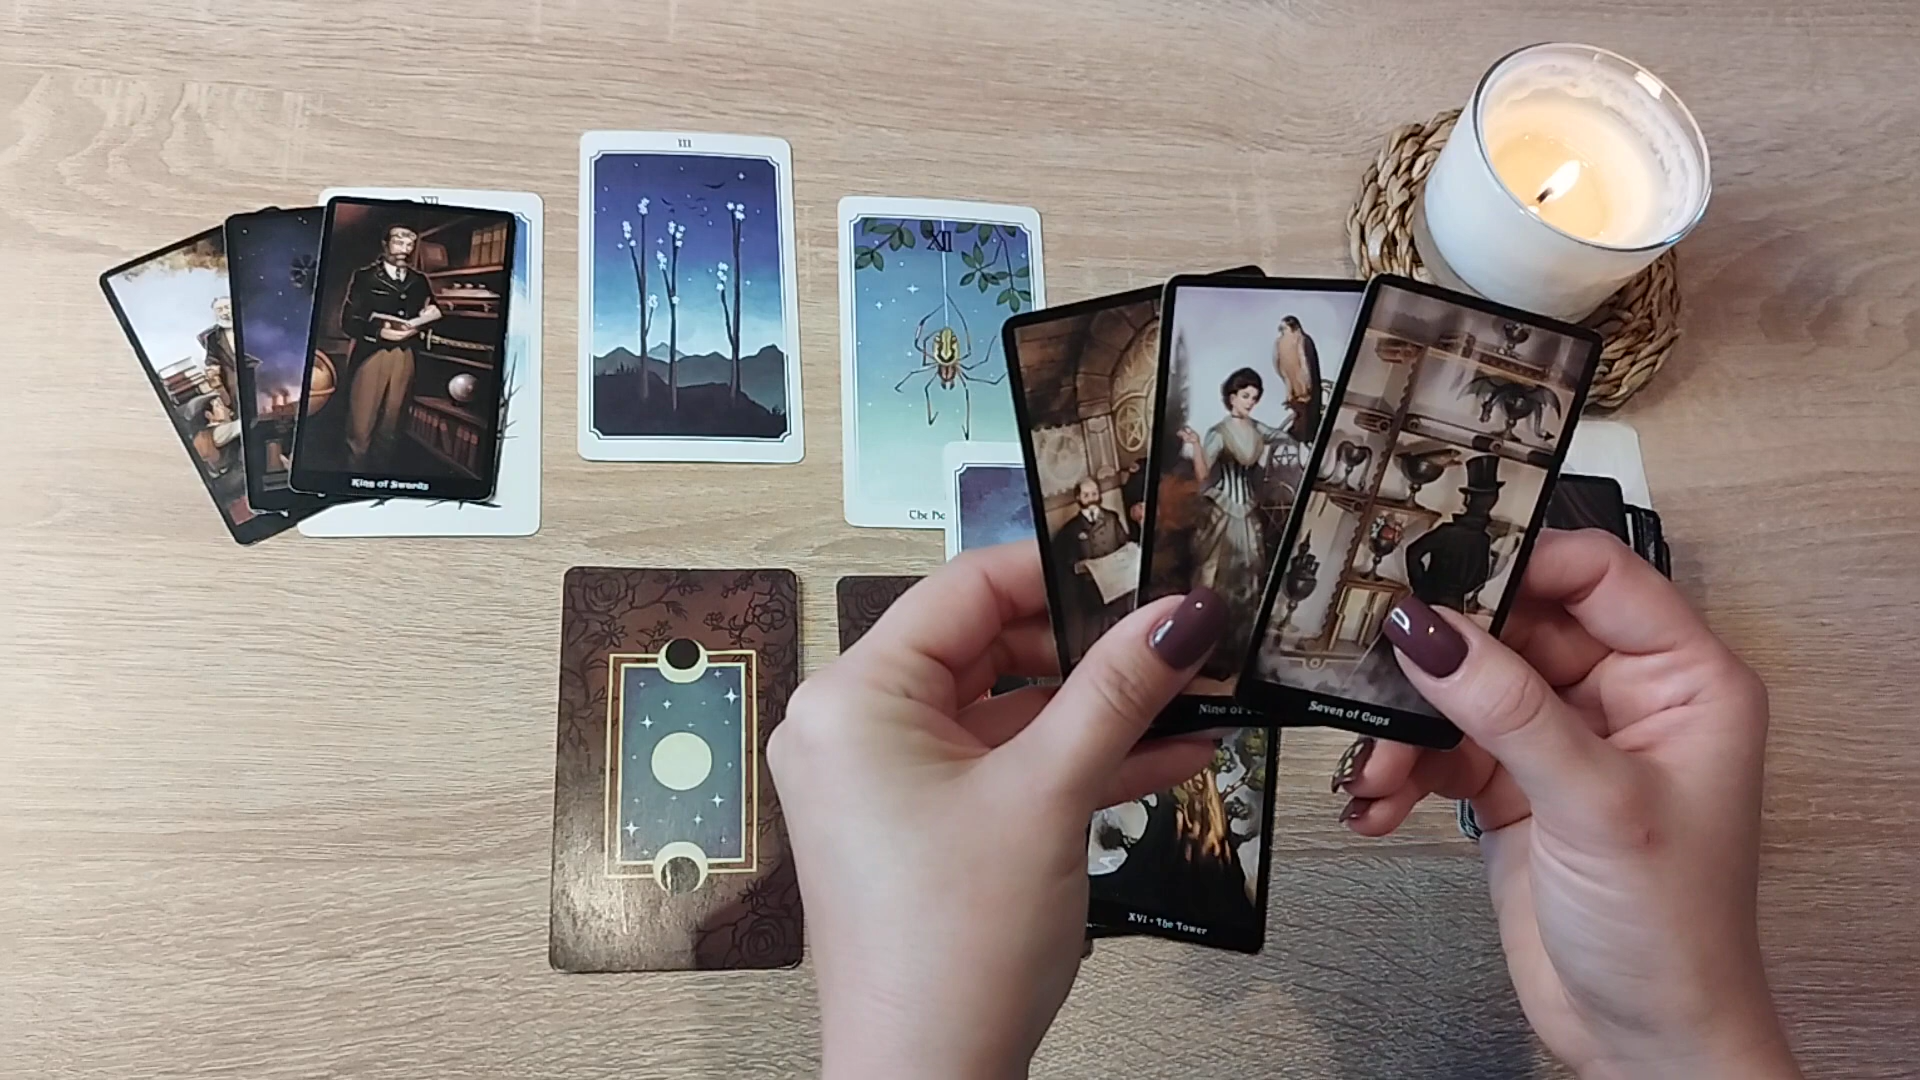 III
XII
King of Swords
The
Nine of
Seven of Cups
XVI • The Tower